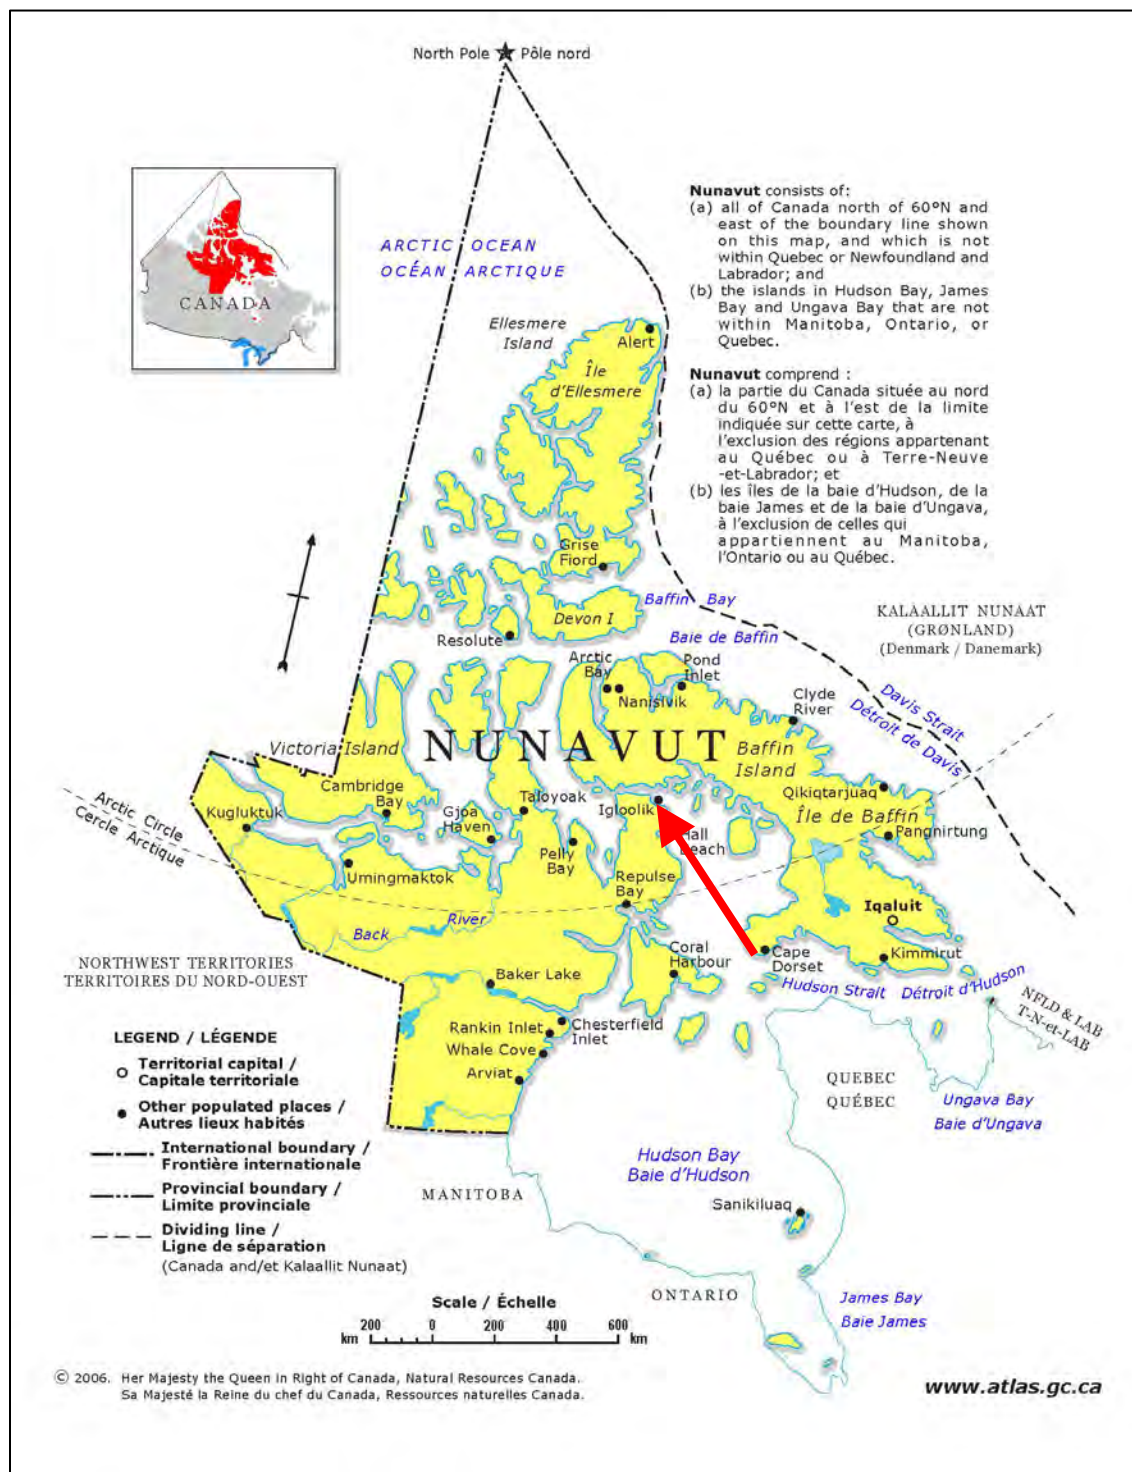 North Pole ★ Pôle nord
ARCTIC OCEAN
OCÉAN ARCTIQUE
CANADA
Nunavut consists of:
(a) all of Canada north of 60°N and
east of the boundary line shown
on this map, and which is not
within Quebec or Newfoundland and
Labrador; and
(b) the islands in Hudson Bay, James
Bay and Ungava Bay that are not
within Manitoba, Ontario, or
Quebec.
Nunavut comprend :
(a) la partie du Canada située au nord
du 60°N et à l'est de la limite
indiquée sur cette carte, à
l'exclusion des régions appartenant
au Québec ou à Terre-Neuve
-et-Labrador; et
(b) les îles de la baie d'Hudson, de la
baie James et de la baie d'Ungava,
à l'exclusion de celles qui
appartiennent au Manitoba,
l'Ontario ou au Québec.
Ellesmere
Island
Alert
Île
d'Ellesmere
Grise
Fiord
Devon I
Baffin Bay
Baie de Baffin
KALAALLIT NUNAAT
(GRØNLAND)
(Denmark / Danemark)
Resolute
Arctic
Bay
Nanisivik
Pond
Inlet
Clyde
River
Davis Strait
Détroit de Davis
NUNAVUT
Victoria Island
Baffin
Island
Cambridge
Bay
Kugluktuk
Arctic Circle
Cercle Arctique
Gjoa
Haven
Taloyoak
Igloolik
Qikiqtarjuaq
Île de Baffin
Pangnirtung
Hall
Beach
Pelly
Bay
Umingmaktok
Repulse
Bay
Iqaluit
Back River
Coral
Harbour
Cape
Dorset
Kimmirut
NORTHWEST TERRITORIES
TERRITOIRES DU NORD-OUEST
Baker Lake
Hudson Strait Détroit d'Hudson
NFLD & LAB
T-N-et-LAB
Rankin Inlet
Chesterfield
Inlet
Whale Cove
Arviat
QUEBEC
QUÉBEC
Ungava Bay
Baie d'Ungava
LEGEND / LÉGENDE
Territorial capital /
Capitale territoriale
Other populated places /
Autres lieux habités
International boundary /
Frontière internationale
Provincial boundary /
Limite provinciale
Dividing line /
Ligne de séparation
(Canada and/et Kalaallit Nunaat)
Hudson Bay
Baie d'Hudson
MANITOBA
Sanikiluaq
ONTARIO
James Bay
Baie James
Scale / Échelle
200 0 200 400 600
km km
© 2006. Her Majesty the Queen in Right of Canada, Natural Resources Canada.
Sa Majesté la Reine du chef du Canada, Ressources naturelles Canada.
www.atlas.gc.ca